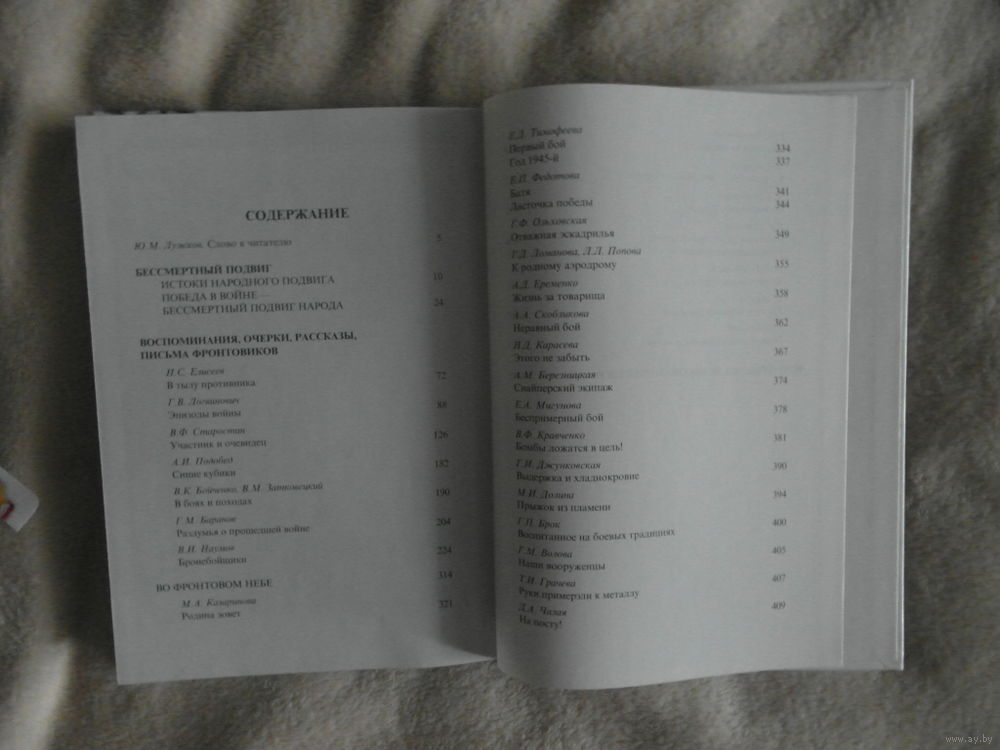 СОДЕРЖАНИЕ
Ю.М. Лужков. Слово к читателю 5
БЕССМЕРТНЫЙ ПОДВИГ
ИСТОКИ НАРОДНОГО ПОДВИГА 10
ПОБЕДА В ВОЙНЕ —
БЕССМЕРТНЫЙ ПОДВИГ НАРОДА 24
ВОСПОМИНАНИЯ, ОЧЕРКИ, РАССКАЗЫ,
ПИСЬМА ФРОНТОВИКОВ
П.С. Елисеев
В тылу противника 72
Г.В. Логвинович
Эпизоды войны 88
В.Ф. Старостин
Участник и очевидец 126
А.И. Подобед
Синие кубики 182
В.К. Бойченко, В.М. Затковецкий
В боях и походах 190
Г.М. Баранов
Раздумья о прошедшей войне 204
В.И. Наумов
Бронебойщики 224
ВО ФРОНТОВОМ НЕБЕ 314
М.А. Казаринова
Родина зовет 321
Е.Д. Тимофеева
Первый бой 334
Год 1945-й 337
Е.И. Федотова
Батя 341
Ласточка победы 344
Г.Ф. Ольховская
Отважная эскадрилья 349
Г.Д. Ломанова, Л.Л. Попова
К родному аэродрому 355
А.Д. Еременко
Жизнь за товарища 358
А.А. Скобликова
Неравный бой 362
И.Д. Карасева
Этого не забыть 367
А.М. Березницкая
Снайперский экипаж 374
Е.А. Мигунова
Беспримерный бой 378
В.Ф. Кравченко
Бомбы ложатся в цель! 381
Г.И. Джунковская
Выдержка и хладнокровие 390
М.И. Долина
Прыжок из пламени 394
Г.П. Брок
Воспитанное на боевых традициях 400
Г.М. Волова
Наши вооруженцы 405
Т.И. Грачева
Руки примерзли к металлу 407
Д.А. Чалая
На посту! 409
www.ay.by